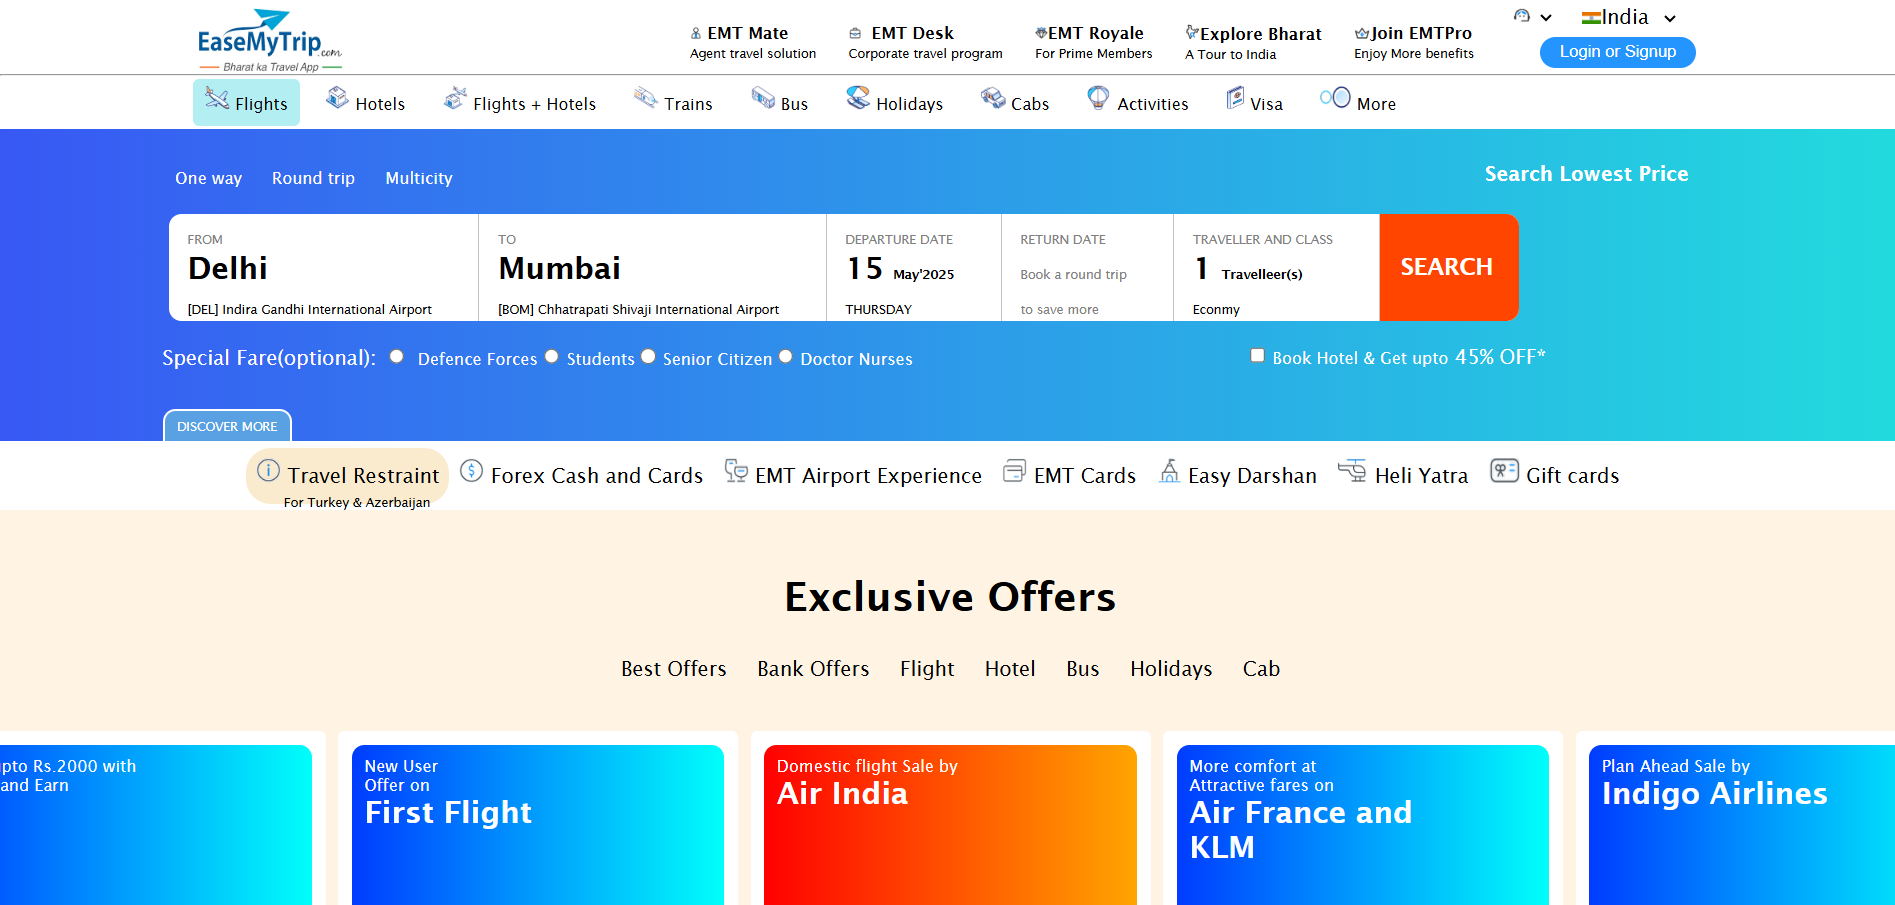 EaseMyTrip.com
Bharat ka Travel App
EMT Mate
Agent travel solution
EMT Desk
Corporate travel program
EMT Royale
For Prime Members
Explore Bharat
A Tour to India
Join EMTPro
Enjoy More benefits
India
Login or Signup
Flights
Hotels
Flights + Hotels
Trains
Bus
Holidays
Cabs
Activities
Visa
More
One way
Round trip
Multicity
Search Lowest Price
FROM
Delhi
[DEL] Indira Gandhi International Airport
TO
Mumbai
[BOM] Chhatrapati Shivaji International Airport
DEPARTURE DATE
15 May'2025
THURSDAY
RETURN DATE
Book a round trip
to save more
TRAVELLER AND CLASS
1 Travelleer(s)
Econmy
SEARCH
Special Fare(optional):
Defence Forces
Students
Senior Citizen
Doctor Nurses
Book Hotel & Get upto 45% OFF*
DISCOVER MORE
Travel Restraint
For Turkey & Azerbaijan
Forex Cash and Cards
EMT Airport Experience
EMT Cards
Easy Darshan
Heli Yatra
Gift cards
Exclusive Offers
Best Offers
Bank Offers
Flight
Hotel
Bus
Holidays
Cab
upto Rs.2000 with
and Earn
New User
Offer on
First Flight
Domestic flight Sale by
Air India
More comfort at
Attractive fares on
Air France and
KLM
Plan Ahead Sale by
Indigo Airlines